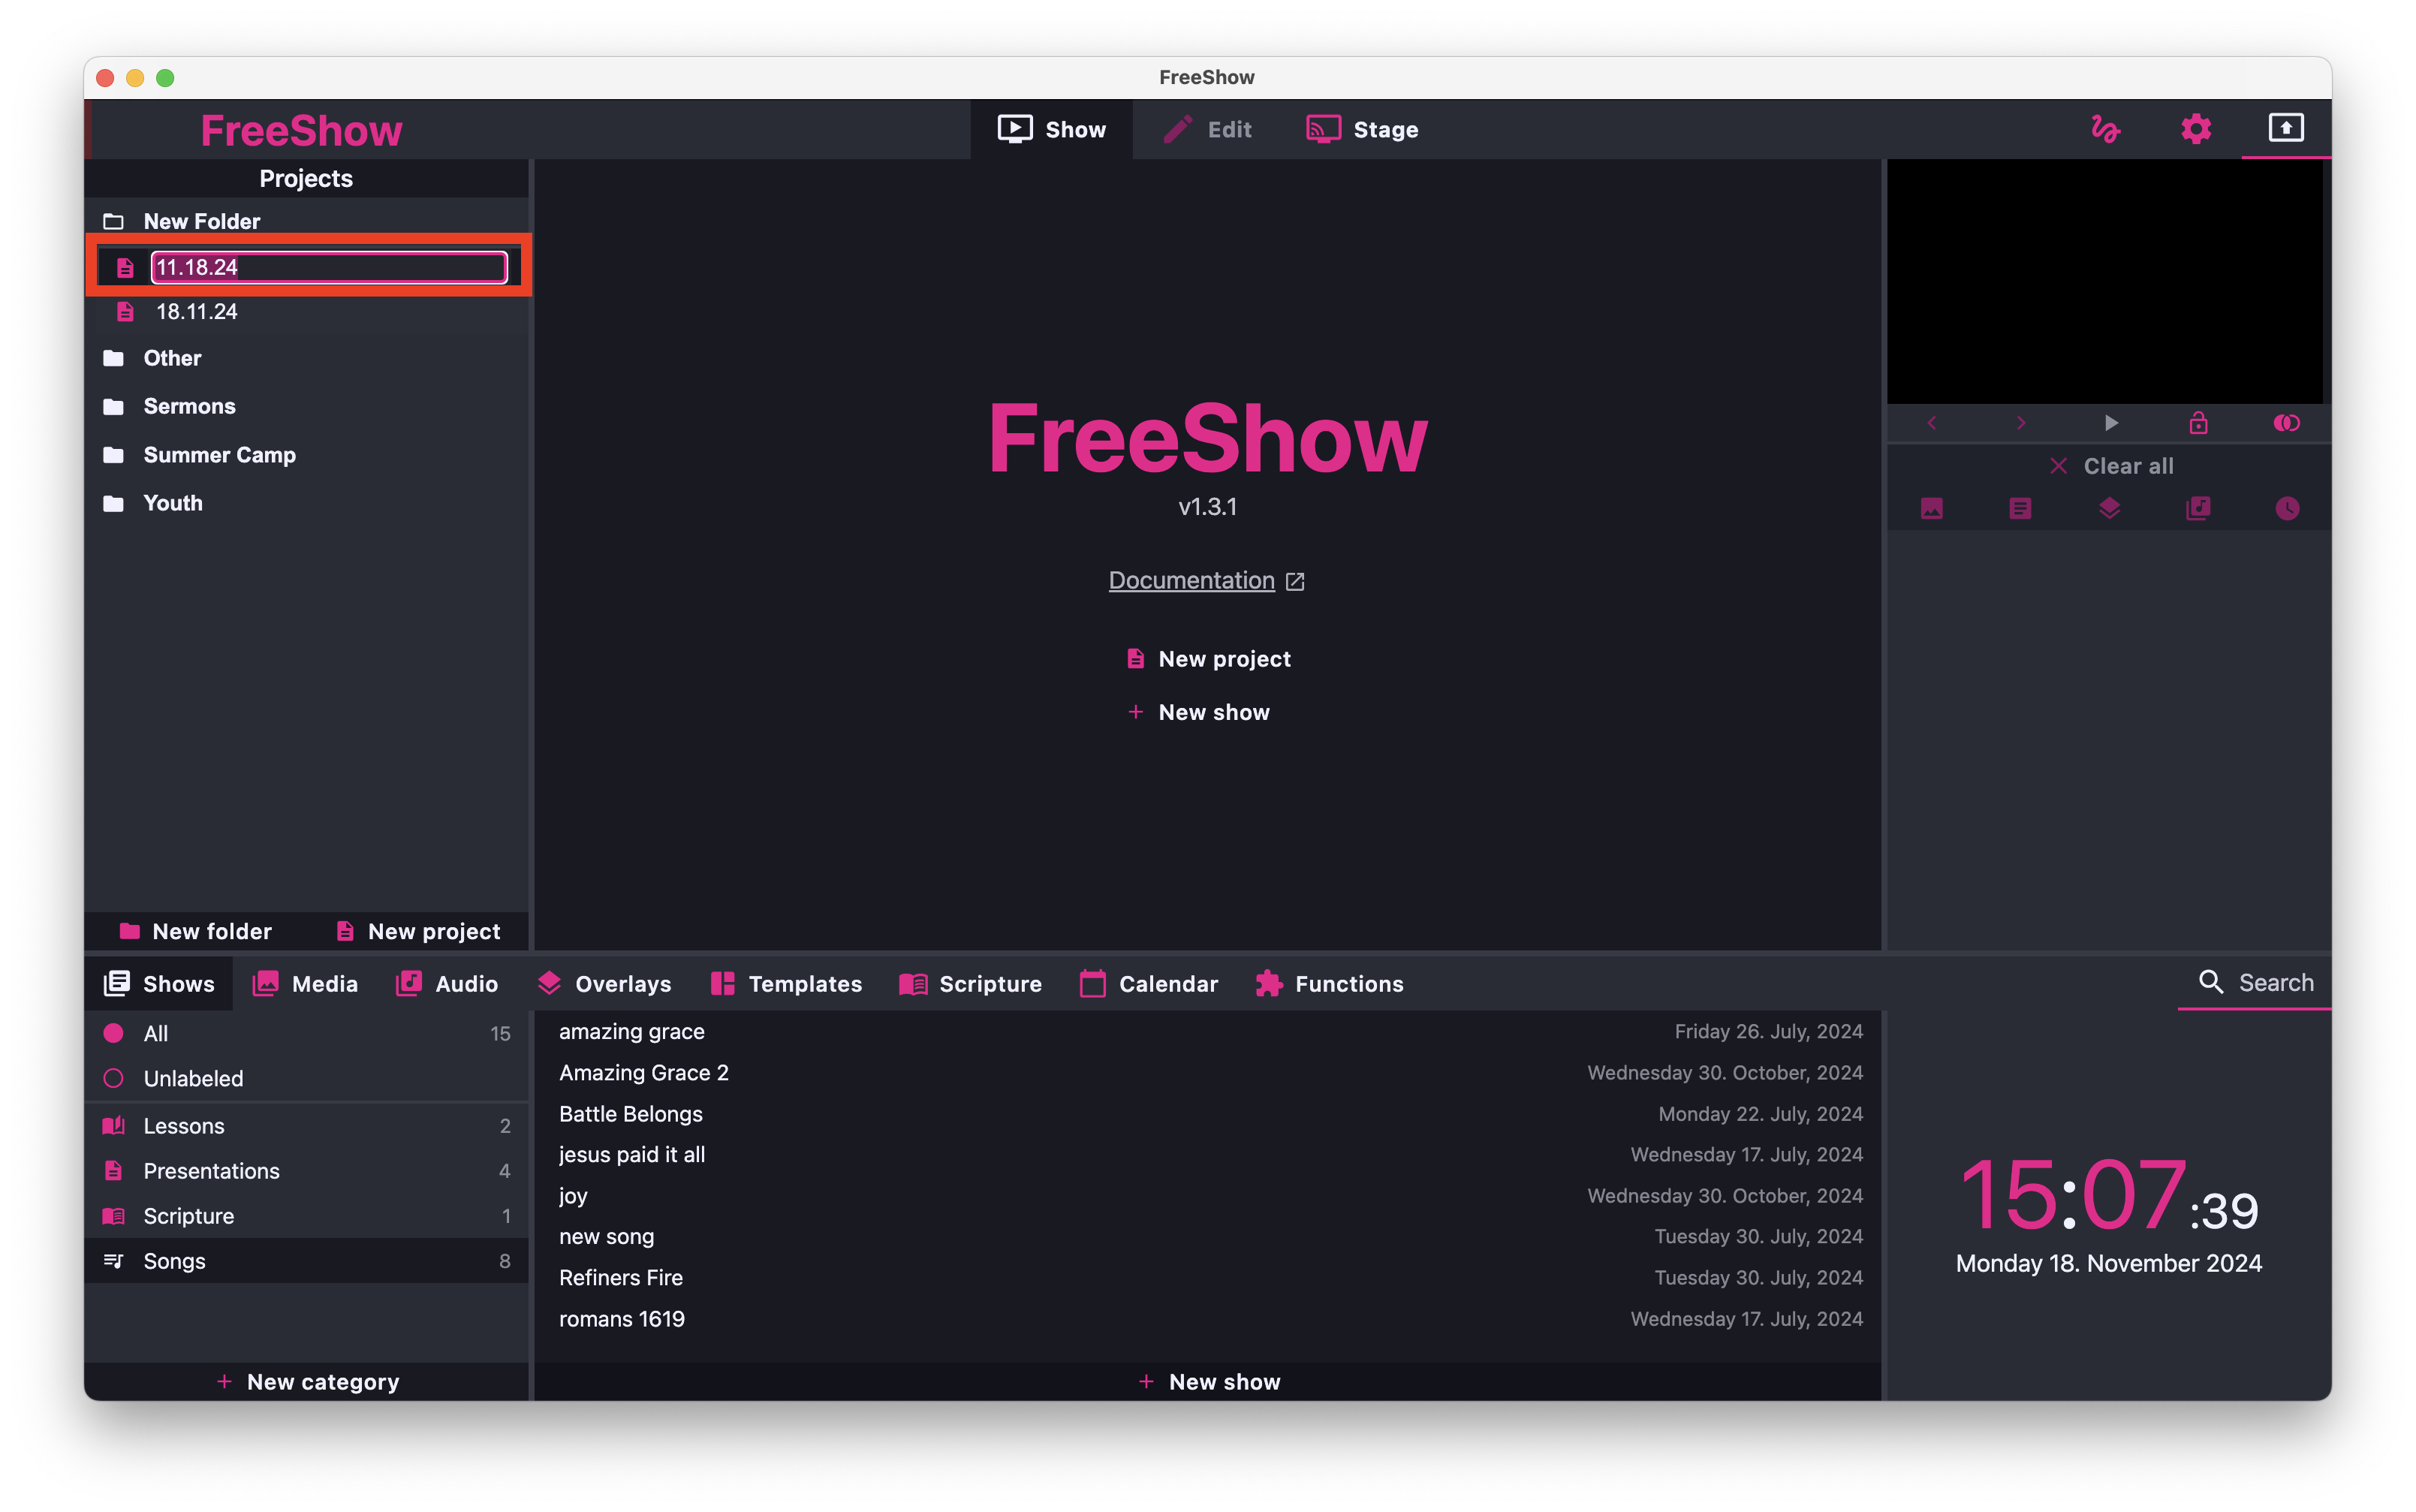 FreeShow
FreeShow
Show
Edit
Stage
Projects
New Folder
11.18.24
18.11.24
Other
Sermons
Summer Camp
Youth
New folder
New project
FreeShow
v1.3.1
Documentation
New project
New show
Clear all
Shows
Media
Audio
Overlays
Templates
Scripture
Calendar
Functions
Search
All 15
Unlabeled
Lessons 2
Presentations 4
Scripture 1
Songs 8
New category
amazing grace Friday 26. July, 2024
Amazing Grace 2 Wednesday 30. October, 2024
Battle Belongs Monday 22. July, 2024
jesus paid it all Wednesday 17. July, 2024
joy Wednesday 30. October, 2024
new song Tuesday 30. July, 2024
Refiners Fire Tuesday 30. July, 2024
romans 1619 Wednesday 17. July, 2024
New show
15:07:39
Monday 18. November 2024